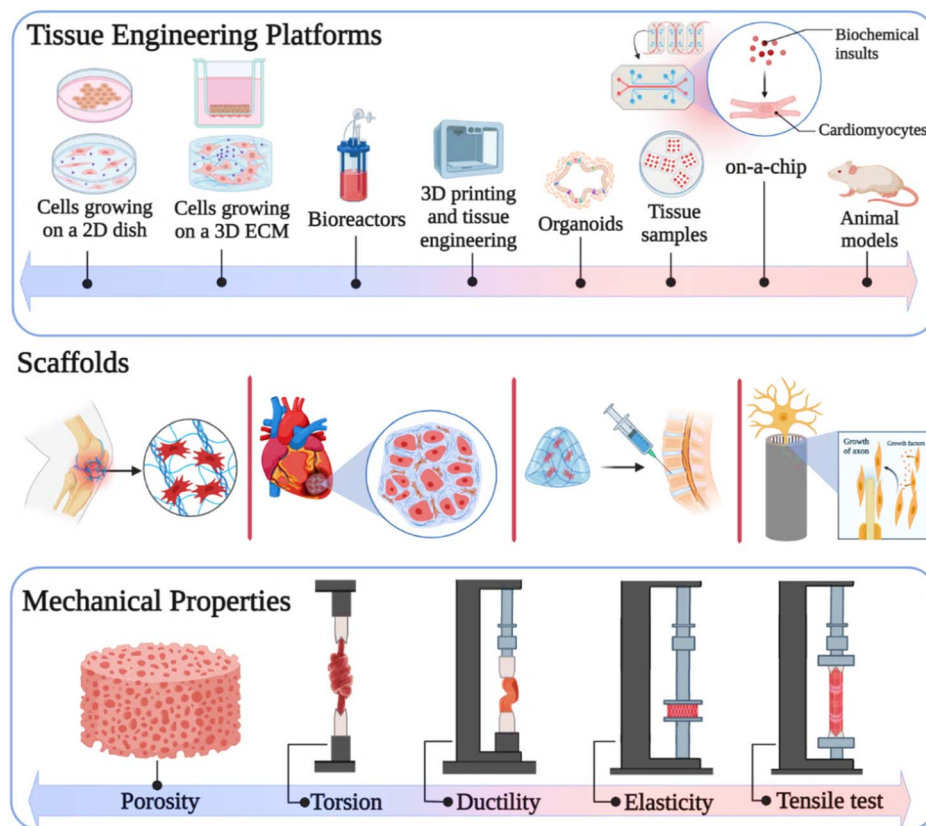 Tissue Engineering Platforms
Biochemical
insults
Cardiomyocytes
Cells growing
on a 2D dish
Cells growing
on a 3D ECM
Bioreactors
3D printing
and tissue
engineering
Organoids
Tissue
samples
on-a-chip
Animal
models
Scaffolds
Growth
of axon
Growth factors
Mechanical Properties
Porosity
Torsion
Ductility
Elasticity
Tensile test